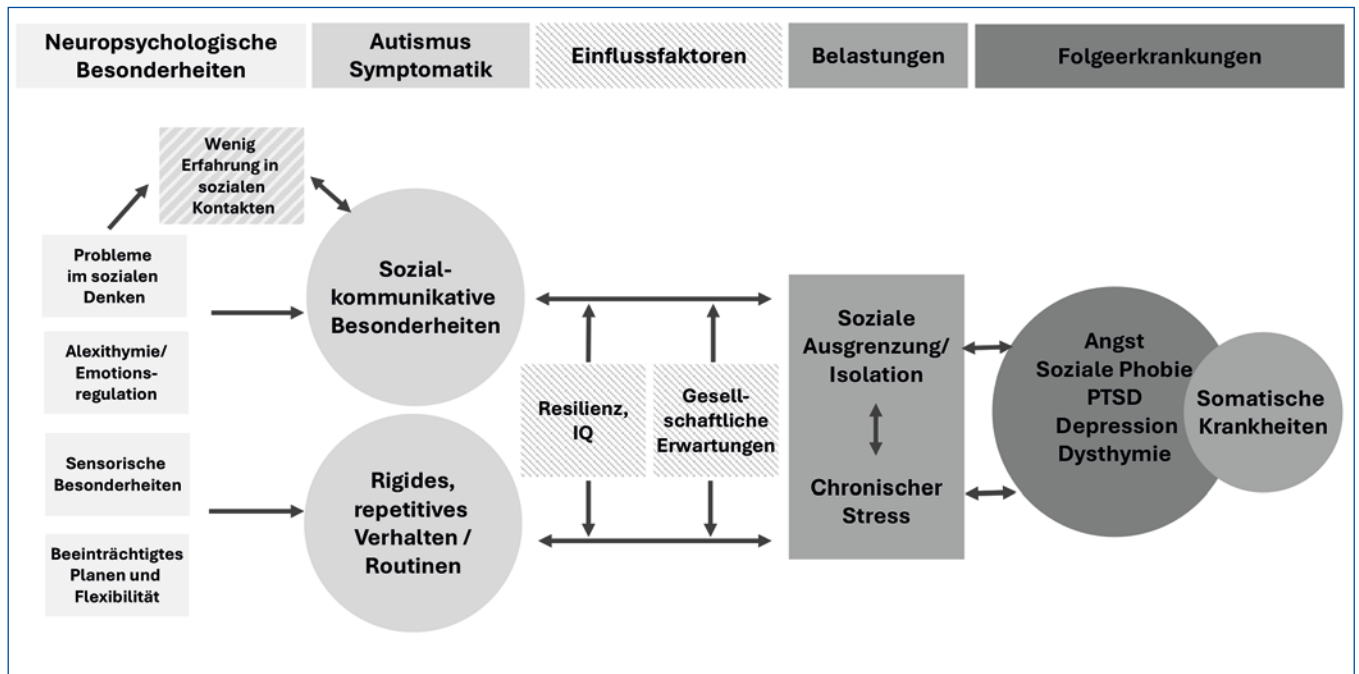 Neuropsychologische
Besonderheiten
Autismus
Symptomatik
Einflussfaktoren
Belastungen
Folgeerkrankungen
Wenig
Erfahrung in
sozialen
Kontakten
Probleme
im sozialen
Denken
Alexithymie/
Emotions-
regulation
Sensorische
Besonderheiten
Beeinträchtigtes
Planen und
Flexibilität
Sozial-
kommunikative
Besonderheiten
Rigides,
repetitives
Verhalten /
Routinen
Resilienz,
IQ
Gesell-
schaftliche
Erwartungen
Soziale
Ausgrenzung/
Isolation
Chronischer
Stress
Angst
Soziale Phobie
PTSD
Depression
Dysthymie
Somatische
Krankheiten